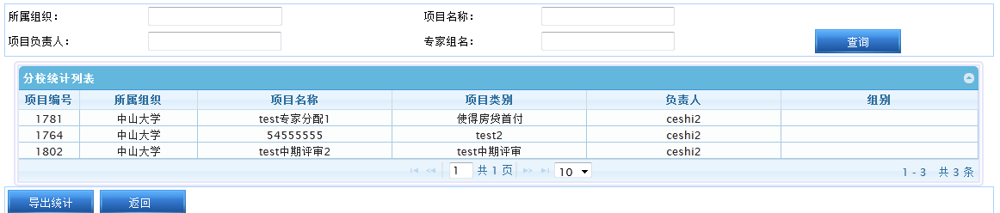 所属组织： 项目名称：
项目负责人： 专家组名： 查询
分校统计列表
项目编号 所属组织 项目名称 项目类别 负责人 组别
1781 中山大学 test专家分配1 使得房贷首付 ceshi2
1764 中山大学 54555555 test2 ceshi2
1802 中山大学 test中期评审2 test中期评审 ceshi2
1 共 1 页 10 1 - 3 共 3 条
导出统计 返回